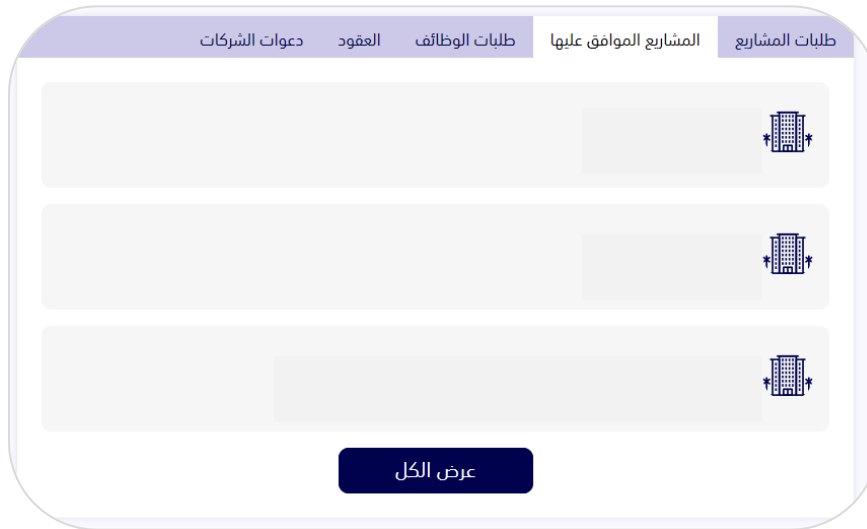 طلبات المشاريع المشاريع الموافق عليها طلبات الوظائف العقود دعوات الشركات
عرض الكل